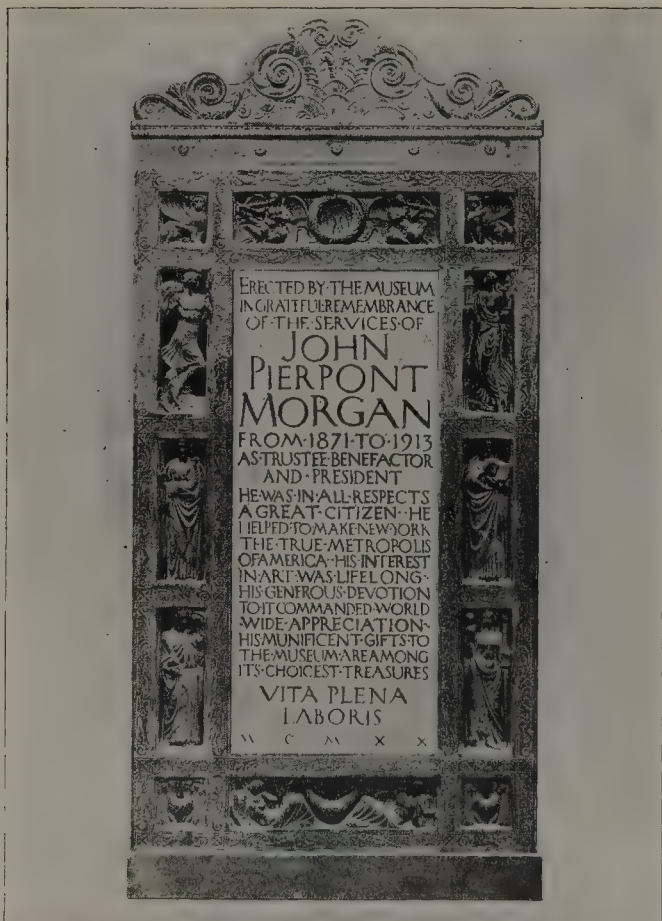 ERECTED BY·THE MUSEUM
IN GRATEFUL REMEMBRANCE
OF·THE·SERVICES·OF
JOHN
PIERPONT
MORGAN
FROM·1871·TO·1913
AS·TRUSTEE·BENEFACTOR
AND·PRESIDENT
HE·WAS·IN·ALL·RESPECTS
A GREAT·CITIZEN··HE
HELPED·TO·MAKE·NEW·YORK
THE·TRUE·METROPOLIS
OF AMERICA··HIS·INTEREST
IN·ART·WAS·LIFELONG·
HIS·GENEROUS·DEVOTION
TO IT COMMANDED·WORLD
WIDE·APPRECIATION·
HIS MUNIFICENT·GIFTS·TO
THE·MUSEUM·ARE AMONG
ITS·CHOICEST·TREASURES
VITA PLENA
LABORIS
M C M X X